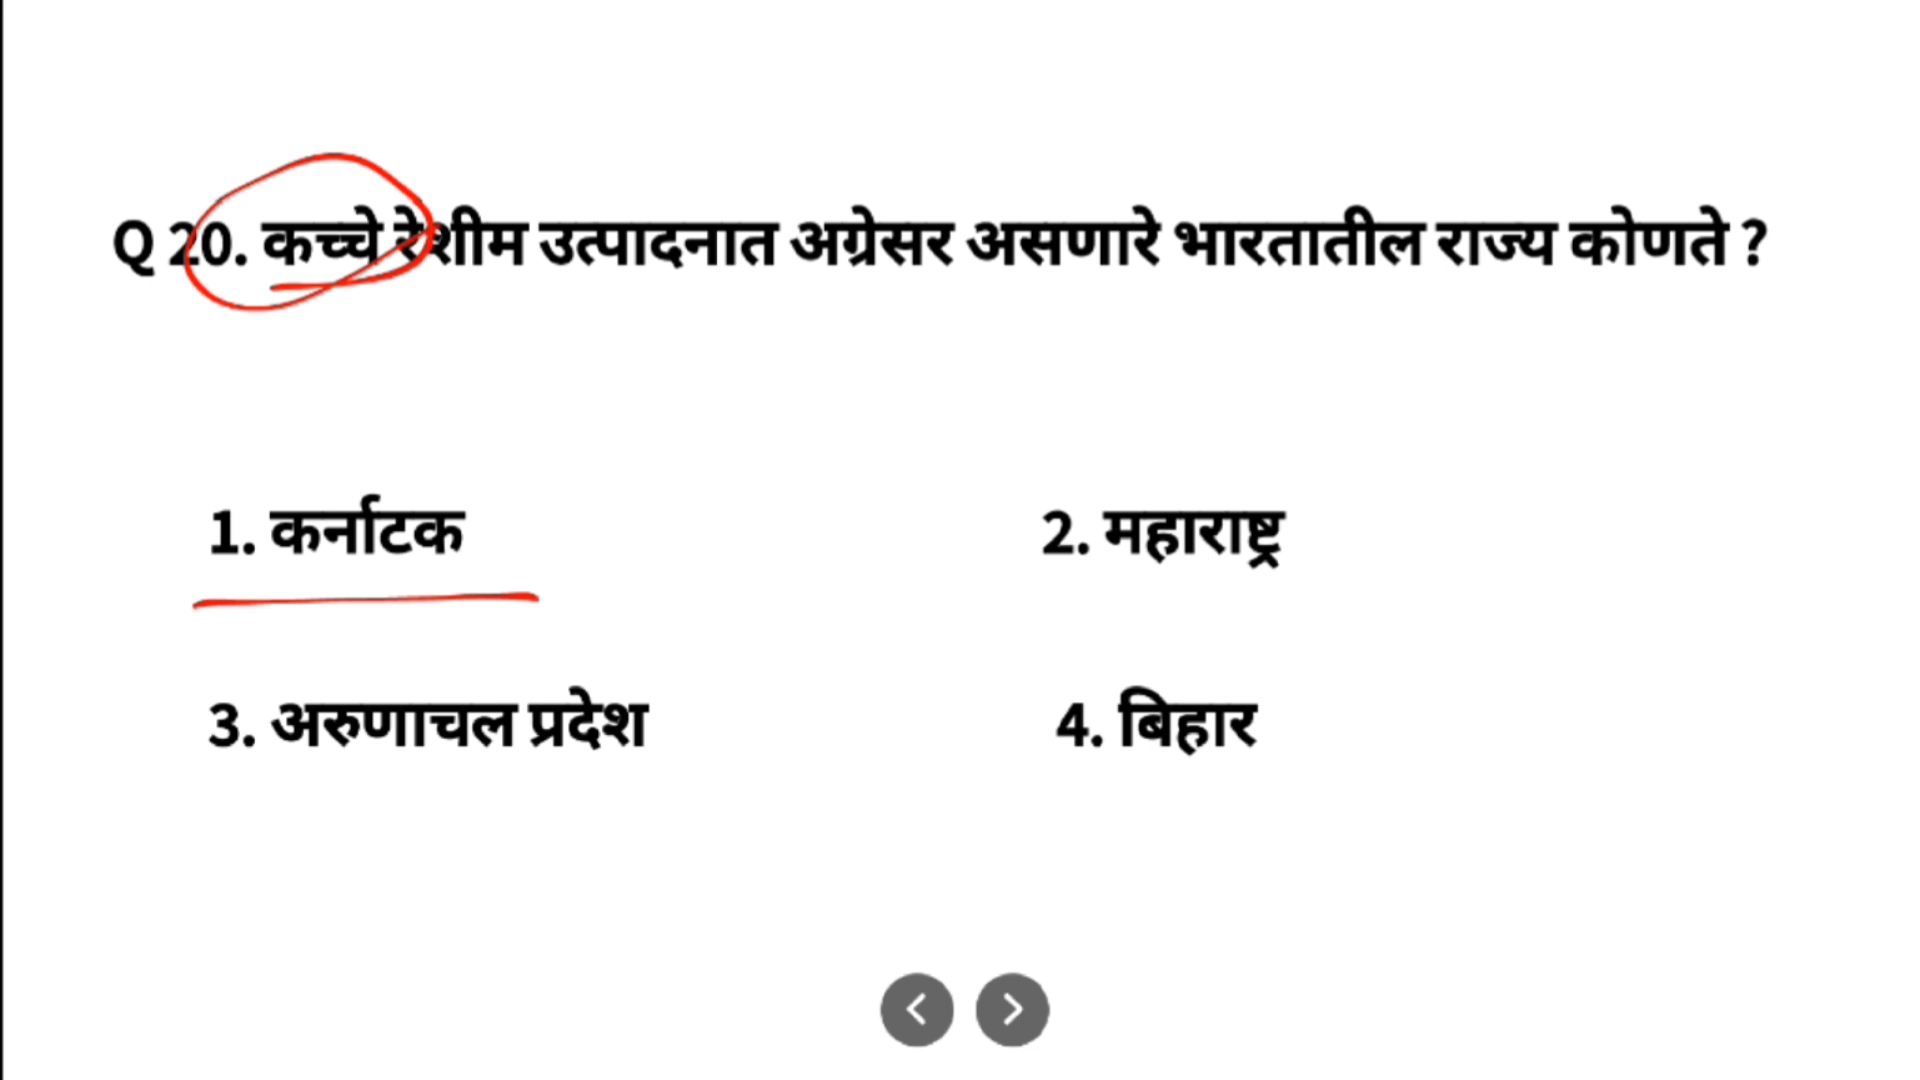 Q 20. कच्चे रेशीम उत्पादनात अग्रेसर असणारे भारतातील राज्य कोणते ?
1. कर्नाटक
2. महाराष्ट्र
3. अरुणाचल प्रदेश
4. बिहार